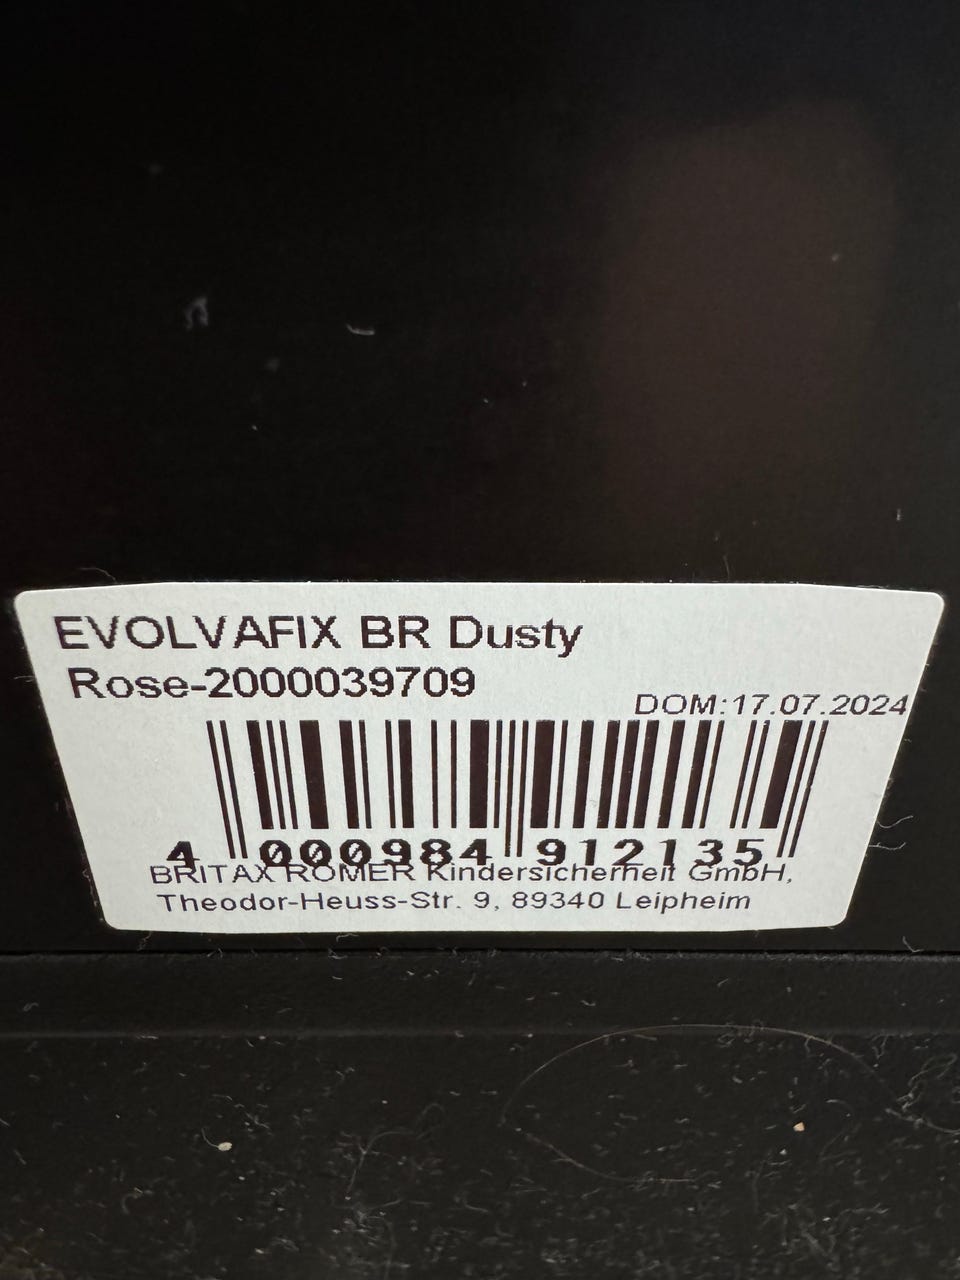 EVOLVAFIX BR Dusty
Rose-2000039709
DOM:17.07.2024
4 000984 912135
BRITAX RÖMER Kindersicherheit GmbH,
Theodor-Heuss-Str. 9, 89340 Leipheim